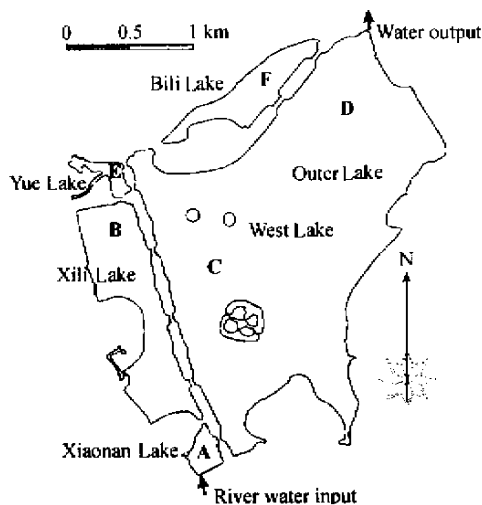 0 0.5 1 km
Water output
Bili Lake
F
D
Yue Lake
E
Outer Lake
B
West Lake
Xili Lake
C
N
Xiaonan Lake
A
River water input